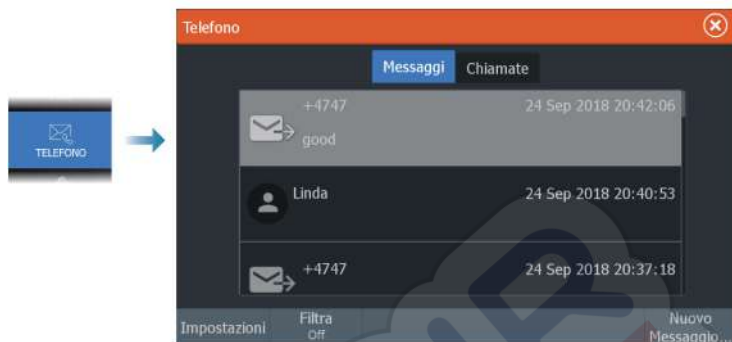 Telefono
Messaggi Chiamate
+4747 24 Sep 2018 20:42:06
good
TELEFONO
Linda 24 Sep 2018 20:40:53
+4747 24 Sep 2018 20:37:18
Impostazioni Filtra Off Nuovo Messaggio...